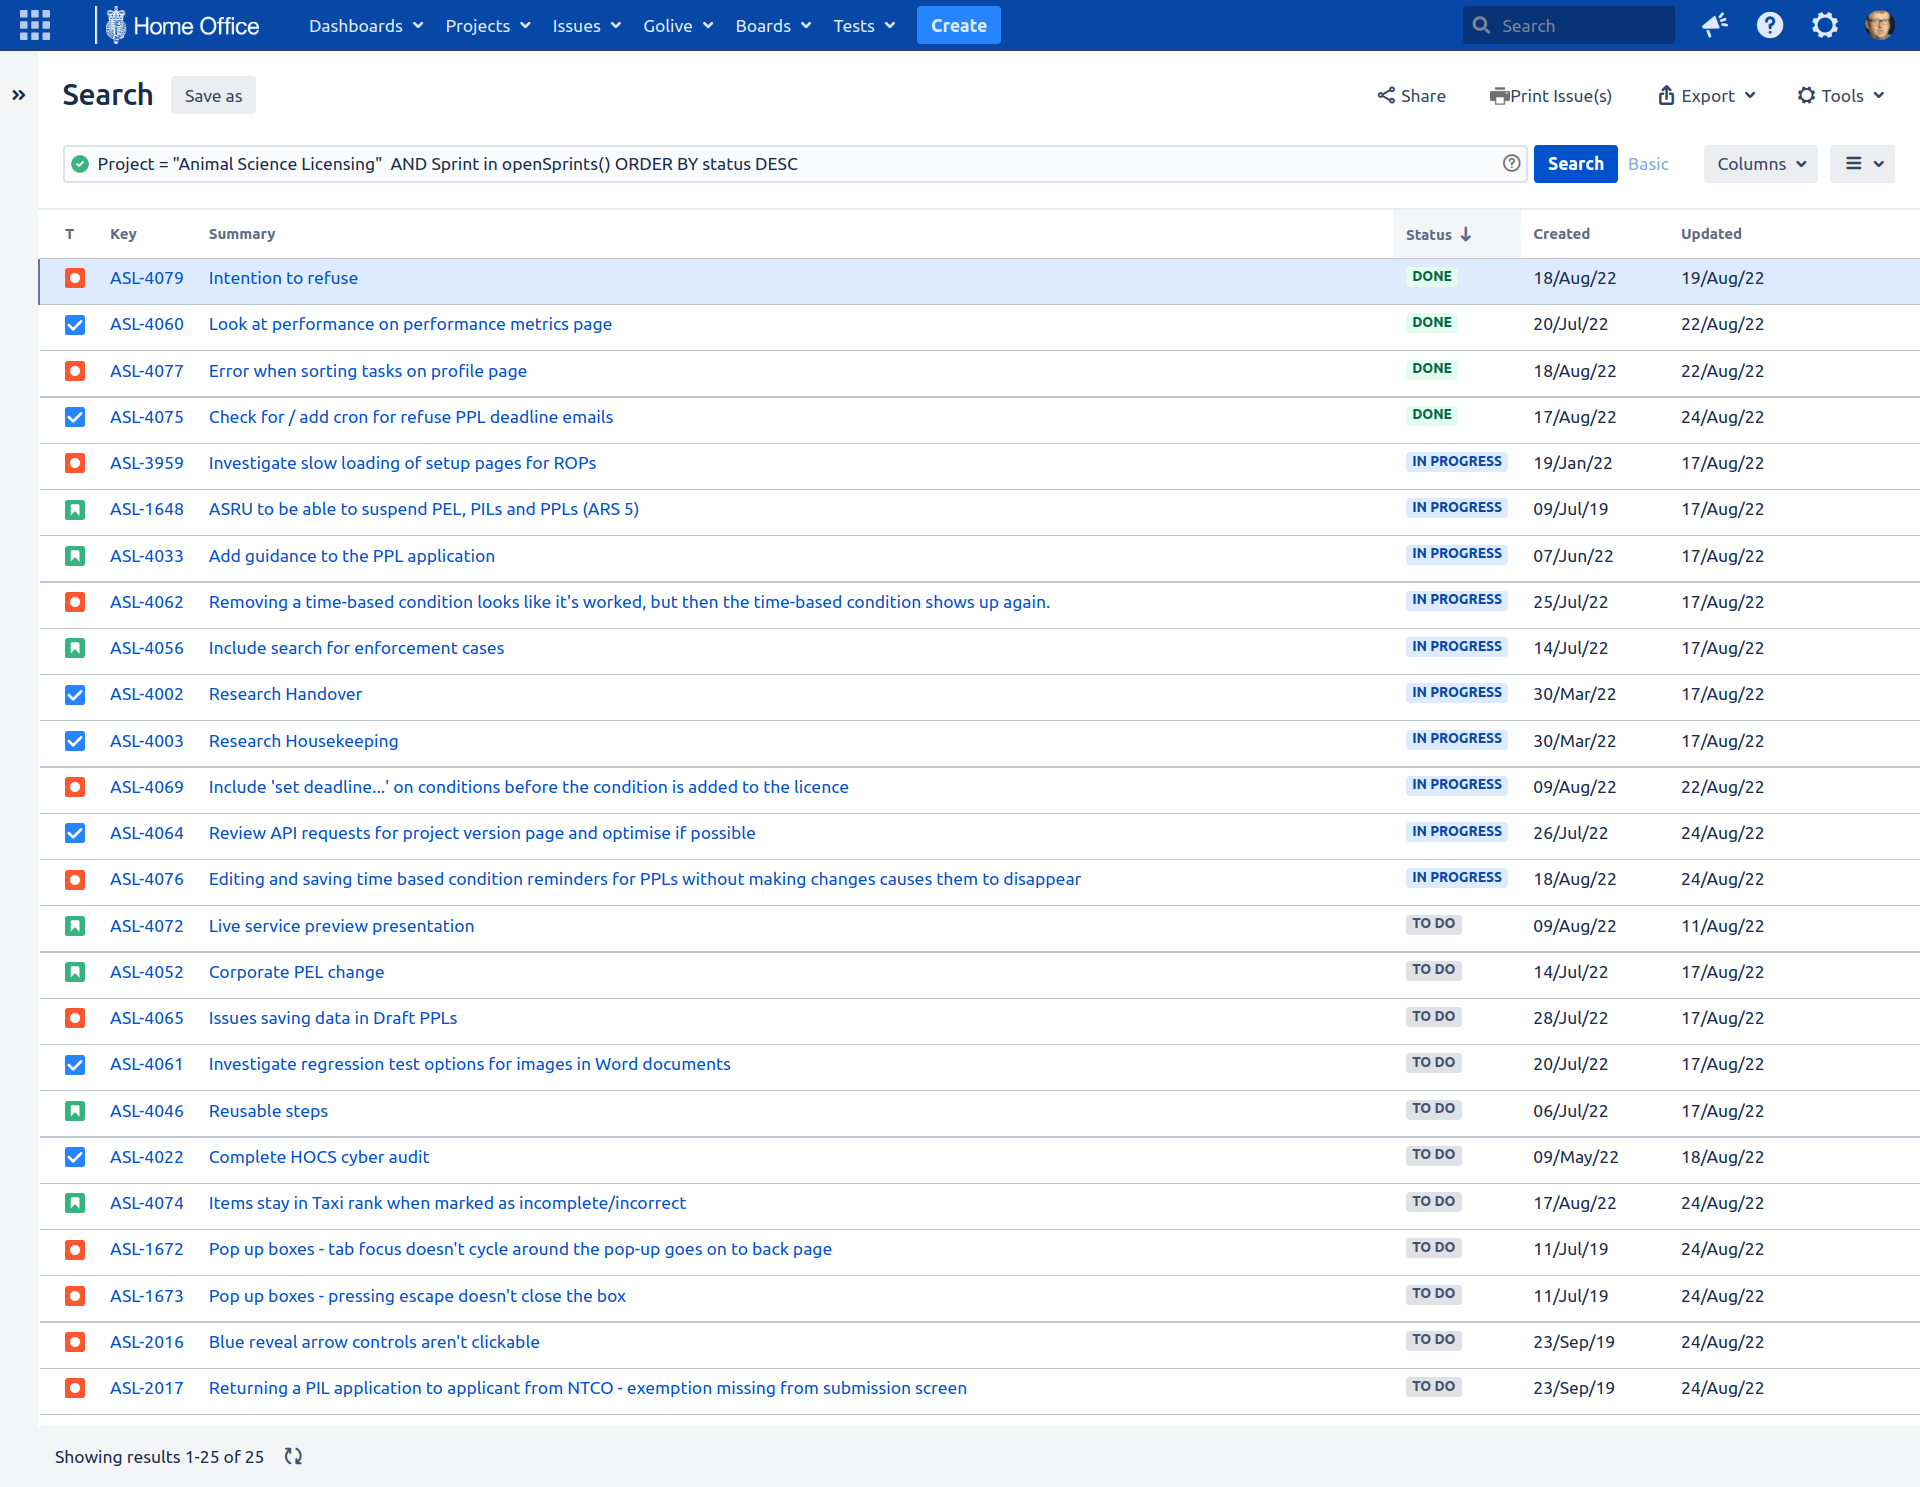 Home Office Dashboards Projects Issues Golive Boards Tests Create Search
Search Save as Share Print Issue(s) Export Tools
Project = "Animal Science Licensing"  AND Sprint in openSprints() ORDER BY status DESC Search Basic Columns
T Key Summary Status Created Updated
ASL-4079 Intention to refuse DONE 18/Aug/22 19/Aug/22
ASL-4060 Look at performance on performance metrics page DONE 20/Jul/22 22/Aug/22
ASL-4077 Error when sorting tasks on profile page DONE 18/Aug/22 22/Aug/22
ASL-4075 Check for / add cron for refuse PPL deadline emails DONE 17/Aug/22 24/Aug/22
ASL-3959 Investigate slow loading of setup pages for ROPs IN PROGRESS 19/Jan/22 17/Aug/22
ASL-1648 ASRU to be able to suspend PEL, PILs and PPLs (ARS 5) IN PROGRESS 09/Jul/19 17/Aug/22
ASL-4033 Add guidance to the PPL application IN PROGRESS 07/Jun/22 17/Aug/22
ASL-4062 Removing a time-based condition looks like it's worked, but then the time-based condition shows up again. IN PROGRESS 25/Jul/22 17/Aug/22
ASL-4056 Include search for enforcement cases IN PROGRESS 14/Jul/22 17/Aug/22
ASL-4002 Research Handover IN PROGRESS 30/Mar/22 17/Aug/22
ASL-4003 Research Housekeeping IN PROGRESS 30/Mar/22 17/Aug/22
ASL-4069 Include 'set deadline...' on conditions before the condition is added to the licence IN PROGRESS 09/Aug/22 22/Aug/22
ASL-4064 Review API requests for project version page and optimise if possible IN PROGRESS 26/Jul/22 24/Aug/22
ASL-4076 Editing and saving time based condition reminders for PPLs without making changes causes them to disappear IN PROGRESS 18/Aug/22 24/Aug/22
ASL-4072 Live service preview presentation TO DO 09/Aug/22 11/Aug/22
ASL-4052 Corporate PEL change TO DO 14/Jul/22 17/Aug/22
ASL-4065 Issues saving data in Draft PPLs TO DO 28/Jul/22 17/Aug/22
ASL-4061 Investigate regression test options for images in Word documents TO DO 20/Jul/22 17/Aug/22
ASL-4046 Reusable steps TO DO 06/Jul/22 17/Aug/22
ASL-4022 Complete HOCS cyber audit TO DO 09/May/22 18/Aug/22
ASL-4074 Items stay in Taxi rank when marked as incomplete/incorrect TO DO 17/Aug/22 24/Aug/22
ASL-1672 Pop up boxes - tab focus doesn't cycle around the pop-up goes on to back page TO DO 11/Jul/19 24/Aug/22
ASL-1673 Pop up boxes - pressing escape doesn't close the box TO DO 11/Jul/19 24/Aug/22
ASL-2016 Blue reveal arrow controls aren't clickable TO DO 23/Sep/19 24/Aug/22
ASL-2017 Returning a PIL application to applicant from NTCO - exemption missing from submission screen TO DO 23/Sep/19 24/Aug/22
Showing results 1-25 of 25